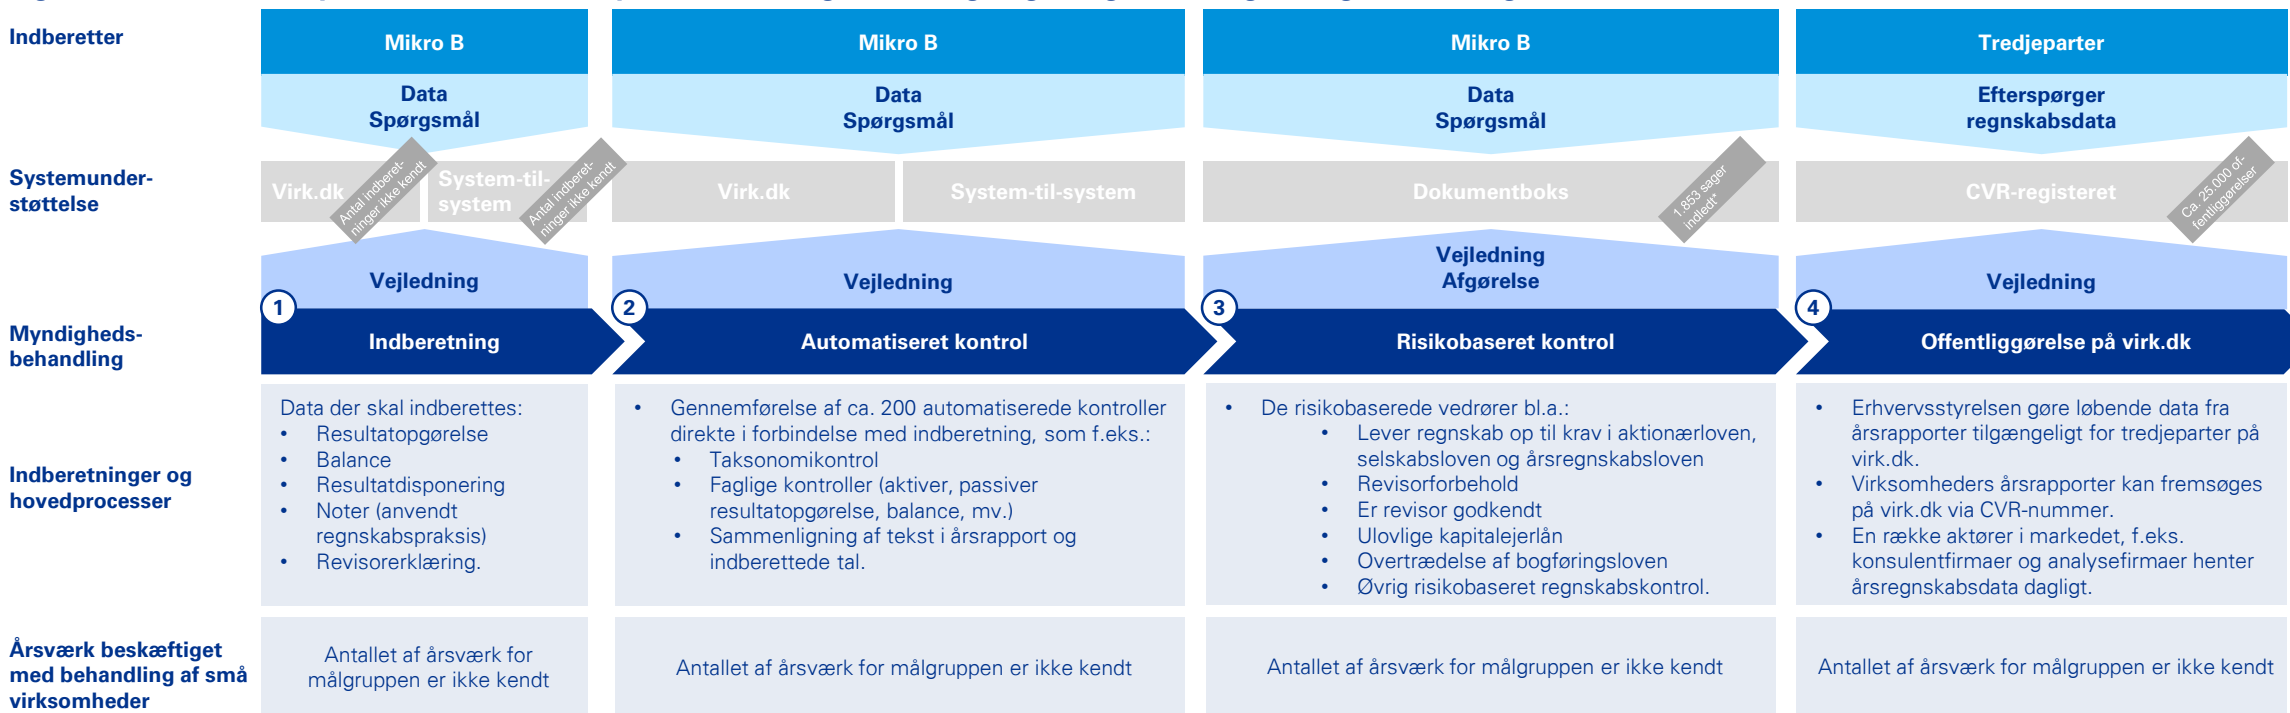 Indberetter
Mikro B
Mikro B
Mikro B
Tredjeparter
Data
Spørgsmål
Data
Spørgsmål
Data
Spørgsmål
Efterspørger
regnskabsdata
Systemunder-
støttelse
Virk.dk
Antal indberet-
ninger ikke kendt
System-til-
system
Antal indberet-
ninger ikke kendt
Virk.dk
System-til-system
Dokumentboks
1.853 sager
indledt*
CVR-registeret
Ca. 25.000 of-
fentliggørelser
Vejledning
Vejledning
Vejledning
Afgørelse
Vejledning
Myndigheds-
behandling
1
Indberetning
2
Automatiseret kontrol
3
Risikobaseret kontrol
4
Offentliggørelse på virk.dk
Indberetninger og
hovedprocesser
Data der skal indberettes:
• Resultatopgørelse
• Balance
• Resultatdisponering
• Noter (anvendt
regnskabspraksis)
• Revisorerklæring.
• Gennemførelse af ca. 200 automatiserede kontroller
direkte i forbindelse med indberetning, som f.eks.:
• Taksonomikontrol
• Faglige kontroller (aktiver, passiver
resultatopgørelse, balance, mv.)
• Sammenligning af tekst i årsrapport og
indberettede tal.
• De risikobaserede vedrører bl.a.:
• Lever regnskab op til krav i aktionærloven,
selskabsloven og årsregnskabsloven
• Revisorforbehold
• Er revisor godkendt
• Ulovlige kapitalejerlån
• Overtrædelse af bogføringsloven
• Øvrig risikobaseret regnskabskontrol.
• Erhvervsstyrelsen gøre løbende data fra
årsrapporter tilgængeligt for tredjeparter på
virk.dk.
• Virksomheders årsrapporter kan fremsøges
på virk.dk via CVR-nummer.
• En række aktører i markedet, f.eks.
konsulentfirmaer og analysefirmaer henter
årsregnskabsdata dagligt.
Årsværk beskæftiget
med behandling af små
virksomheder
Antallet af årsværk for
målgruppen er ikke kendt
Antallet af årsværk for målgruppen er ikke kendt
Antallet af årsværk for målgruppen er ikke kendt
Antallet af årsværk for målgruppen er ikke kendt